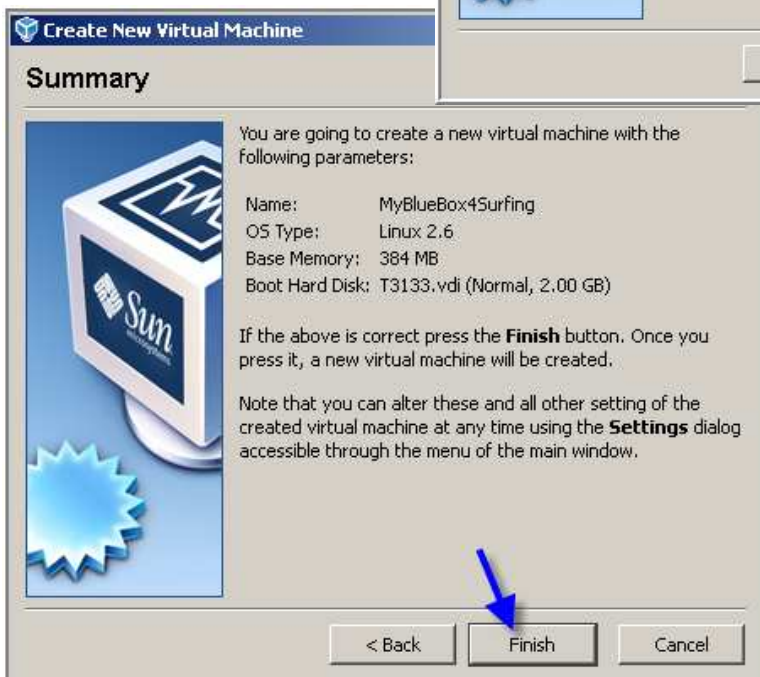 Create New Virtual Machine
Summary
You are going to create a new virtual machine with the
following parameters:
Name: MyBlueBox4Surfing
OS Type: Linux 2.6
Base Memory: 384 MB
Boot Hard Disk: T3133.vdi (Normal, 2.00 GB)
If the above is correct press the Finish button. Once you
press it, a new virtual machine will be created.
Note that you can alter these and all other setting of the
created virtual machine at any time using the Settings dialog
accessible through the menu of the main window.
Sun
microsystems
< Back
Finish
Cancel